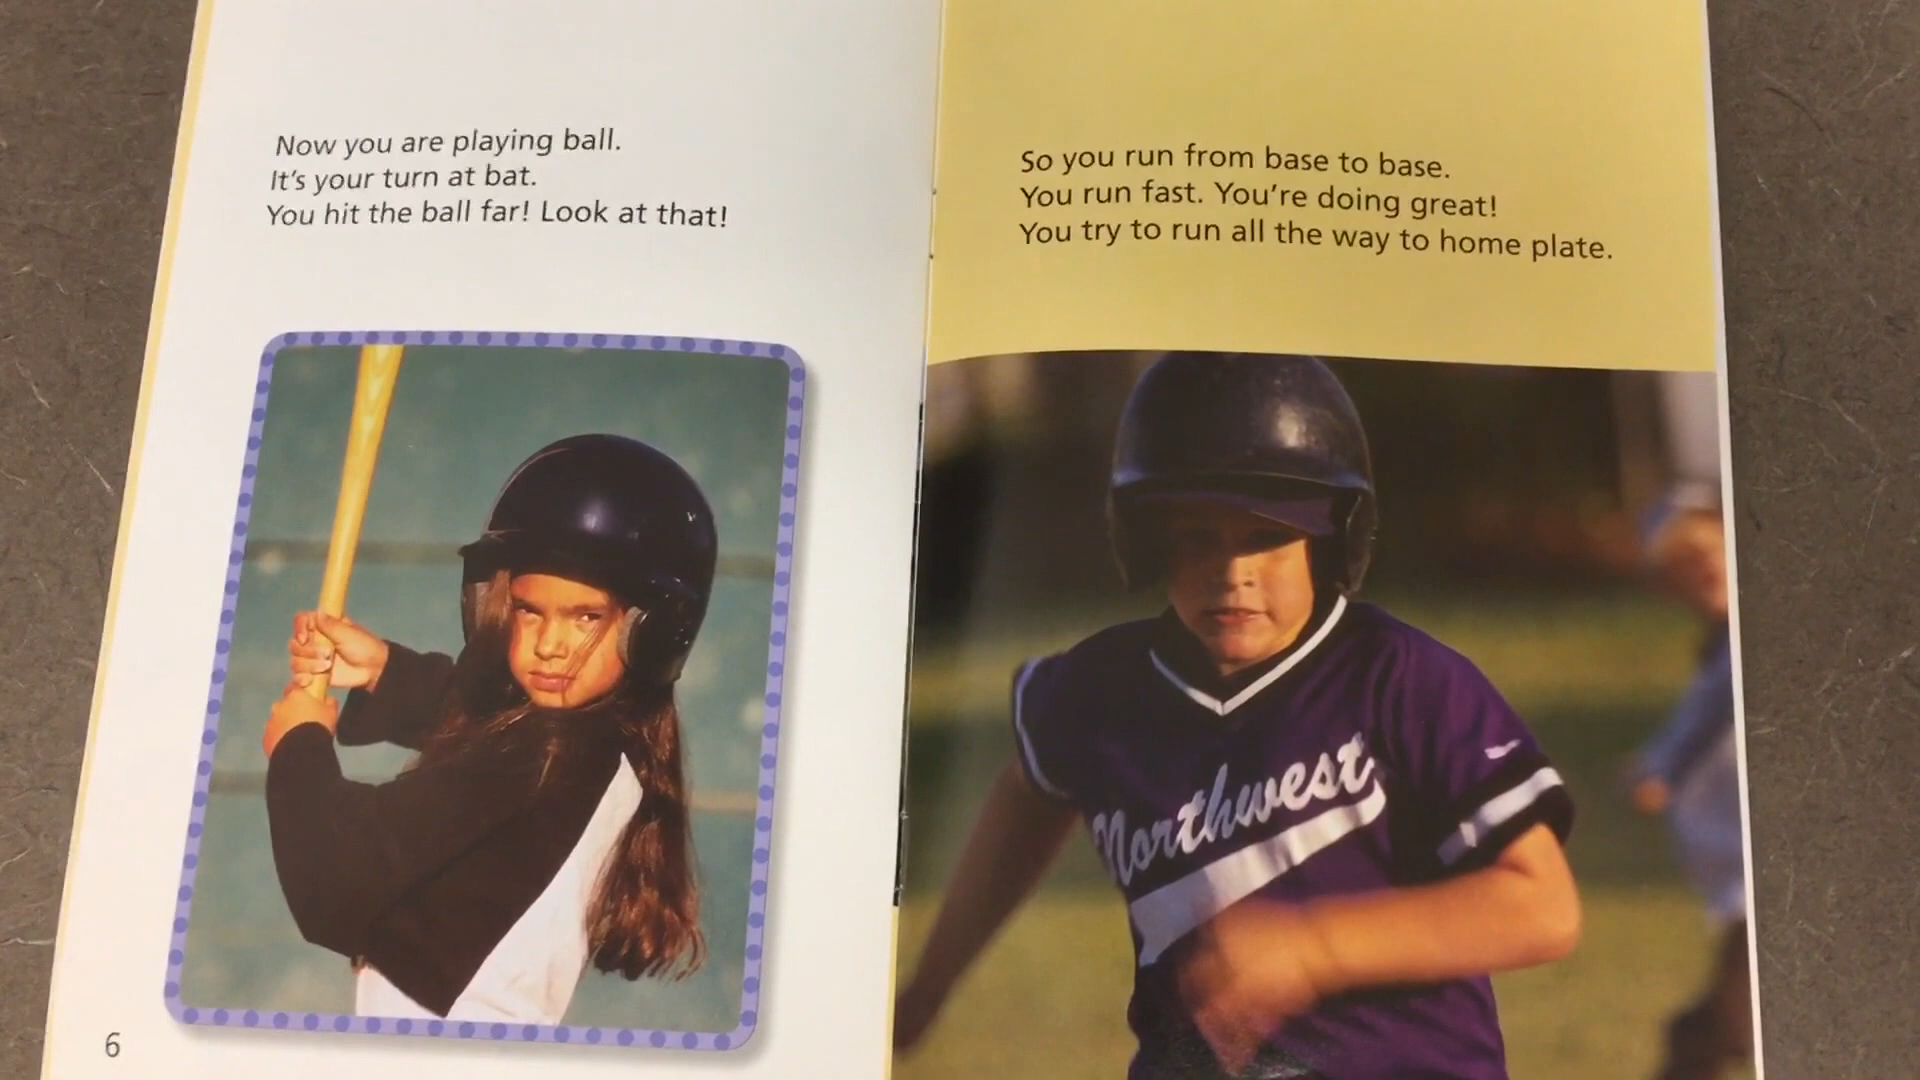 Now you are playing ball.
It's your turn at bat.
You hit the ball far! Look at that!
6
So you run from base to base.
You run fast. You're doing great!
You try to run all the way to home plate.
Northwest